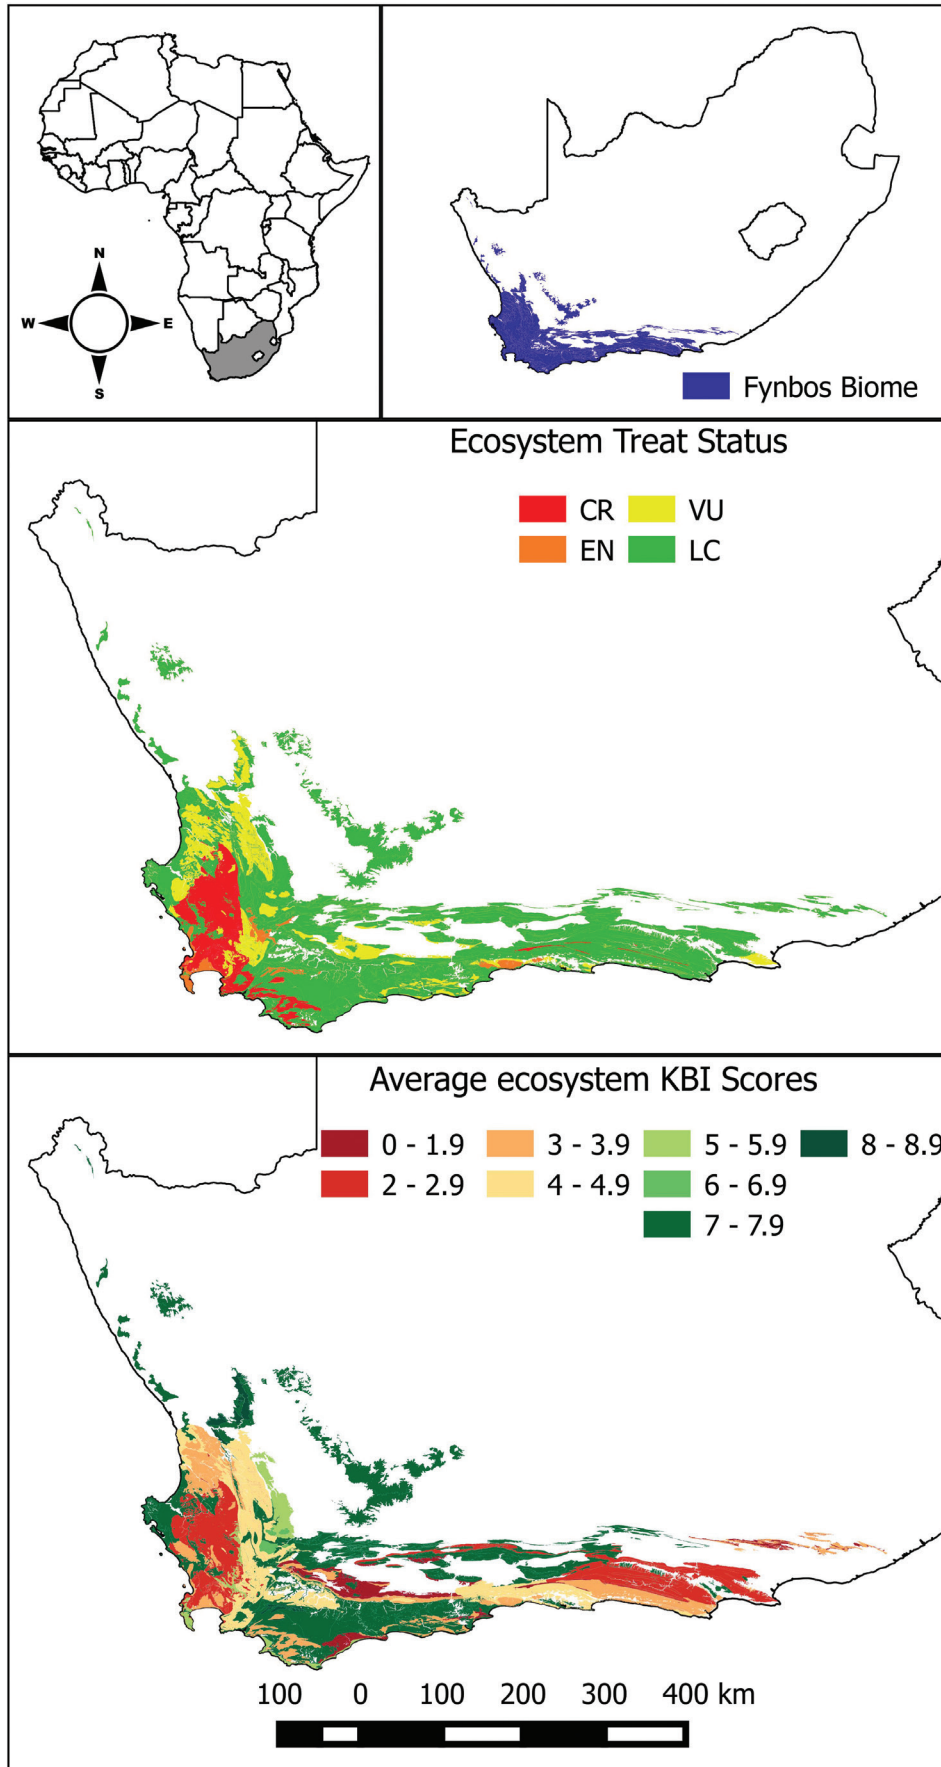 N
W E
S
Fynbos Biome
Ecosystem Treat Status
CR VU
EN LC
Average ecosystem KBI Scores
0 - 1.9 3 - 3.9 5 - 5.9 8 - 8.9
2 - 2.9 4 - 4.9 6 - 6.9
7 - 7.9
100 0 100 200 300 400 km